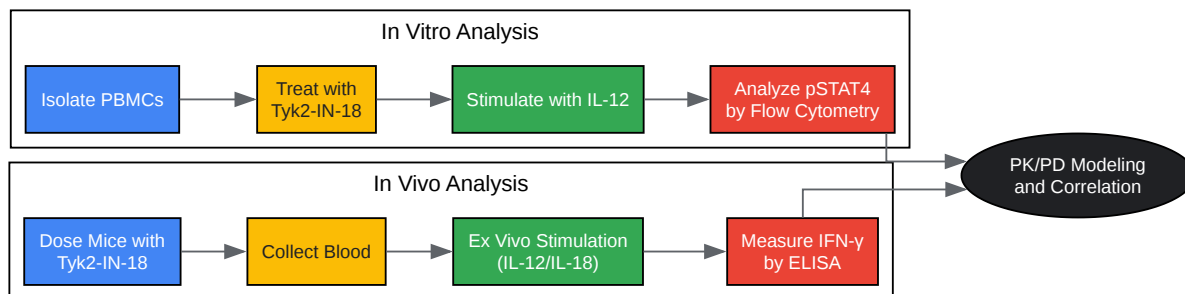 In Vitro Analysis
Isolate PBMCs
Treat with
Tyk2-IN-18
Stimulate with IL-12
Analyze pSTAT4
by Flow Cytometry
PK/PD Modeling
and Correlation
In Vivo Analysis
Dose Mice with
Tyk2-IN-18
Collect Blood
Ex Vivo Stimulation
(IL-12/IL-18)
Measure IFN-γ
by ELISA